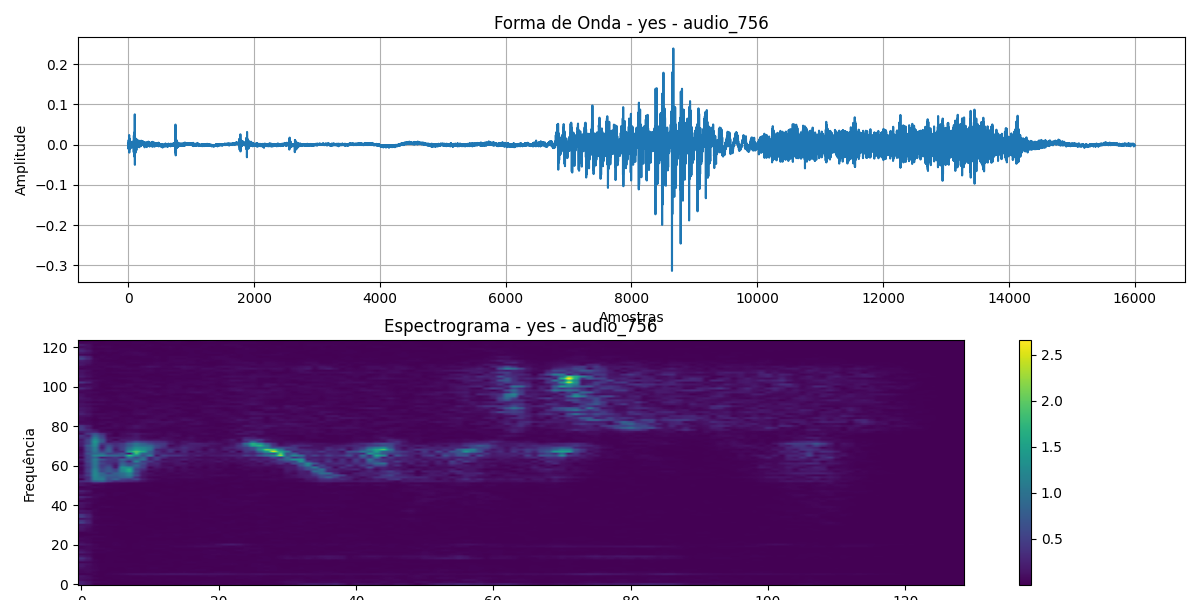 Forma de Onda - yes - audio_756
Amplitude
0.2
0.1
0.0
−0.1
−0.2
−0.3
0 2000 4000 6000 8000 10000 12000 14000 16000
Amostras
Espectrograma - yes - audio_756
Frequência
120
100
80
60
40
20
0
0 20 40 60 80 100 120
2.5
2.0
1.5
1.0
0.5